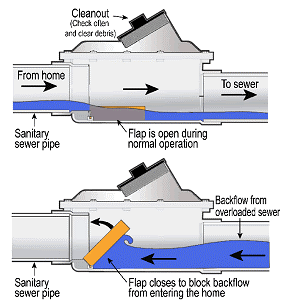 Cleanout
(Check often
and clear debris)
From home
To sewer
Sanitary
sewer pipe
Flap is open during
normal operation
Backflow from
overloaded sewer
Sanitary
sewer pipe
Flap closes to block backflow
from entering the home